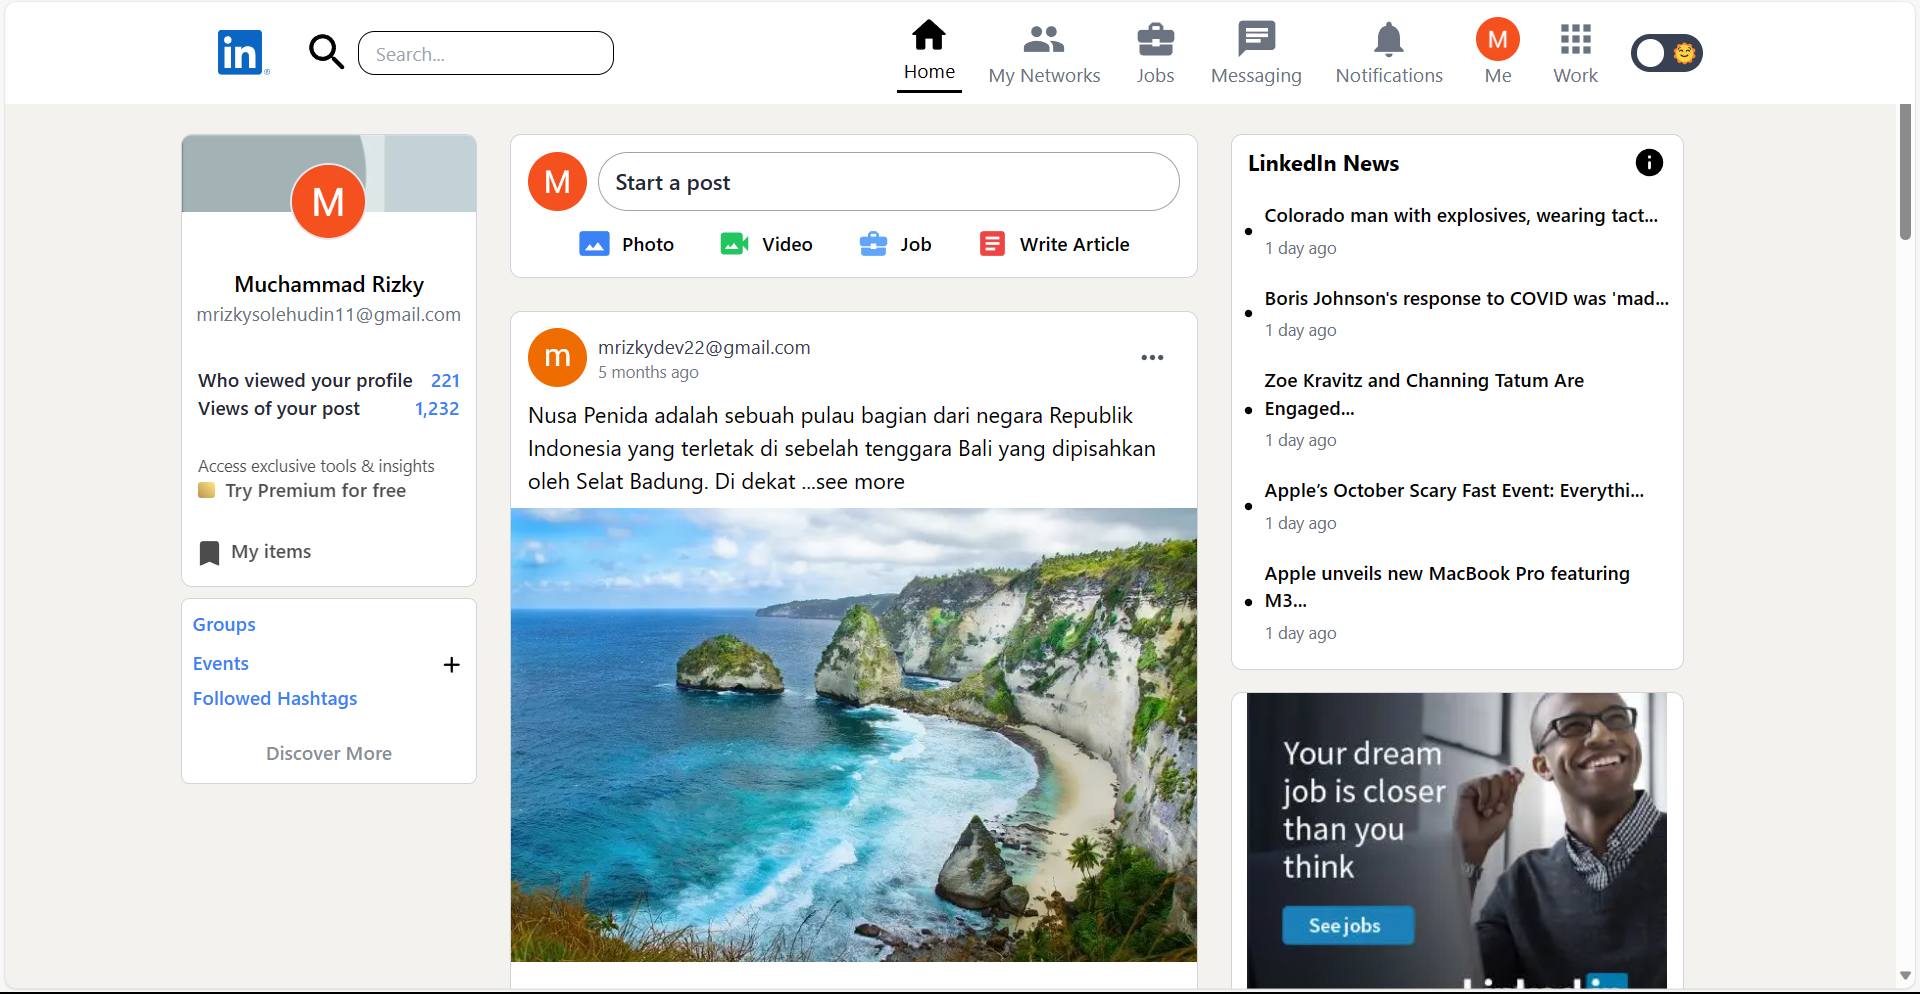 in
Search...
Home
My Networks
Jobs
Messaging
Notifications
M
Me
Work
M
Muchammad Rizky
mrizkysolehudin11@gmail.com
Who viewed your profile 221
Views of your post 1,232
Access exclusive tools & insights
Try Premium for free
My items
Groups
Events
Followed Hashtags
Discover More
M
Start a post
Photo
Video
Job
Write Article
m
mrizkydev22@gmail.com
5 months ago
Nusa Penida adalah sebuah pulau bagian dari negara Republik
Indonesia yang terletak di sebelah tenggara Bali yang dipisahkan
oleh Selat Badung. Di dekat ...see more
LinkedIn News
Colorado man with explosives, wearing tact...
1 day ago
Boris Johnson's response to COVID was 'mad...
1 day ago
Zoe Kravitz and Channing Tatum Are
Engaged...
1 day ago
Apple’s October Scary Fast Event: Everythi...
1 day ago
Apple unveils new MacBook Pro featuring
M3...
1 day ago
Your dream
job is closer
than you
think
See jobs